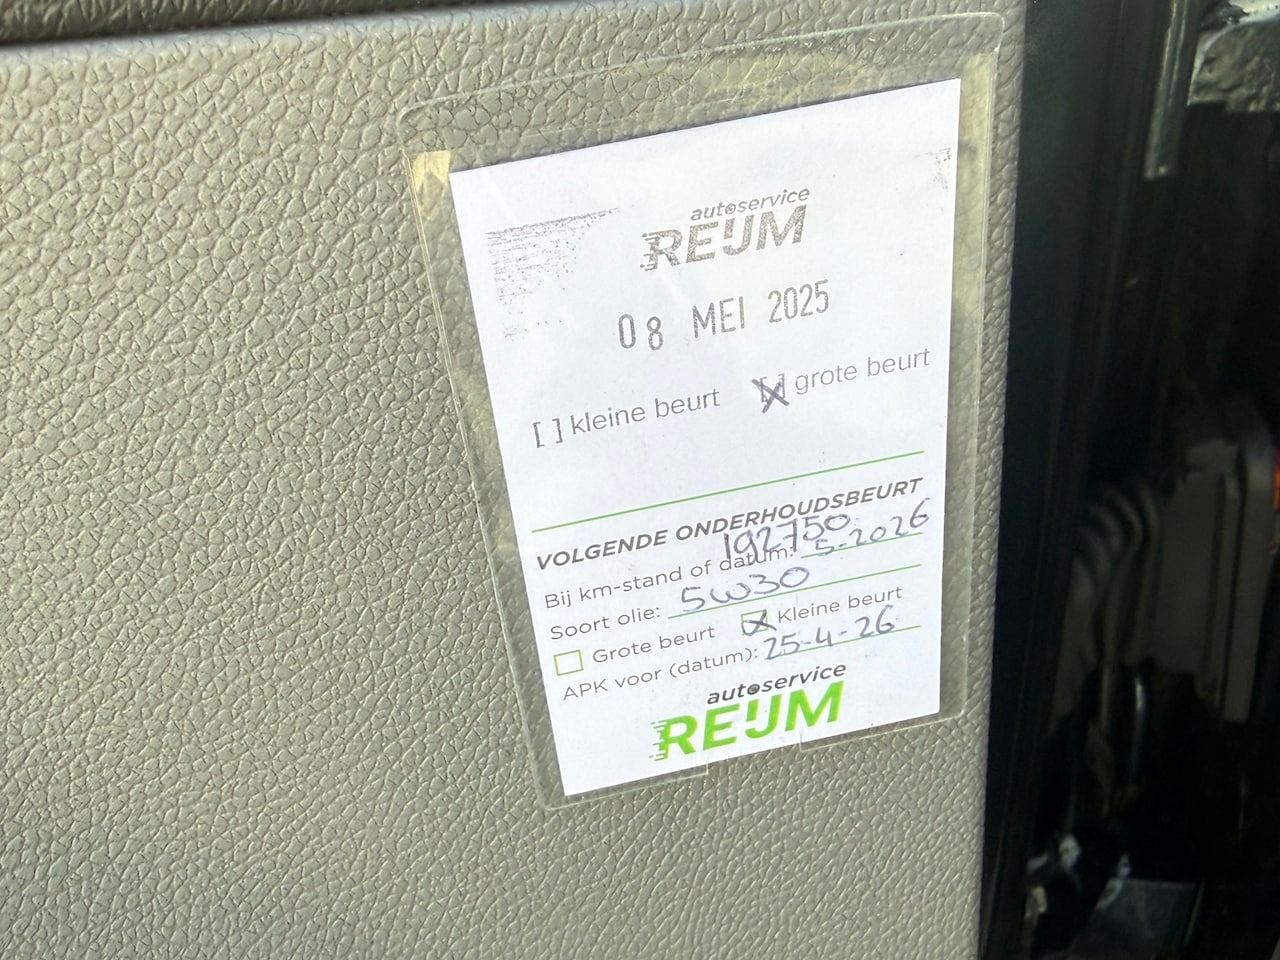 autoservice
REIJM
08 MEI 2025
[ ] kleine beurt [X] grote beurt
VOLGENDE ONDERHOUDSBEURT
192750
Bij km-stand of datum: 5-2026
Soort olie: 5W30
☐ Grote beurt ☒ Kleine beurt
APK voor (datum): 25-4-26
autoservice
REIJM